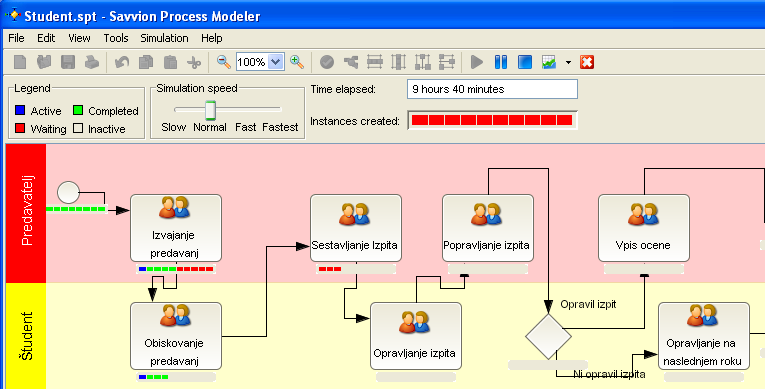 Student.spt - Savvion Process Modeler
File Edit View Tools Simulation Help
100%
Legend
Active Completed
Waiting Inactive
Simulation speed
Slow Normal Fast Fastest
Time elapsed: 9 hours 40 minutes
Instances created:
Predavatelj
Izvajanje
predavanj
Sestavljanje Izpita
Popravljanje izpita
Vpis ocene
Študent
Obiskovanje
predavanj
Opravljanje izpita
Opravil izpit
Ni opravil izpita
Opravljanje na
naslednjem roku